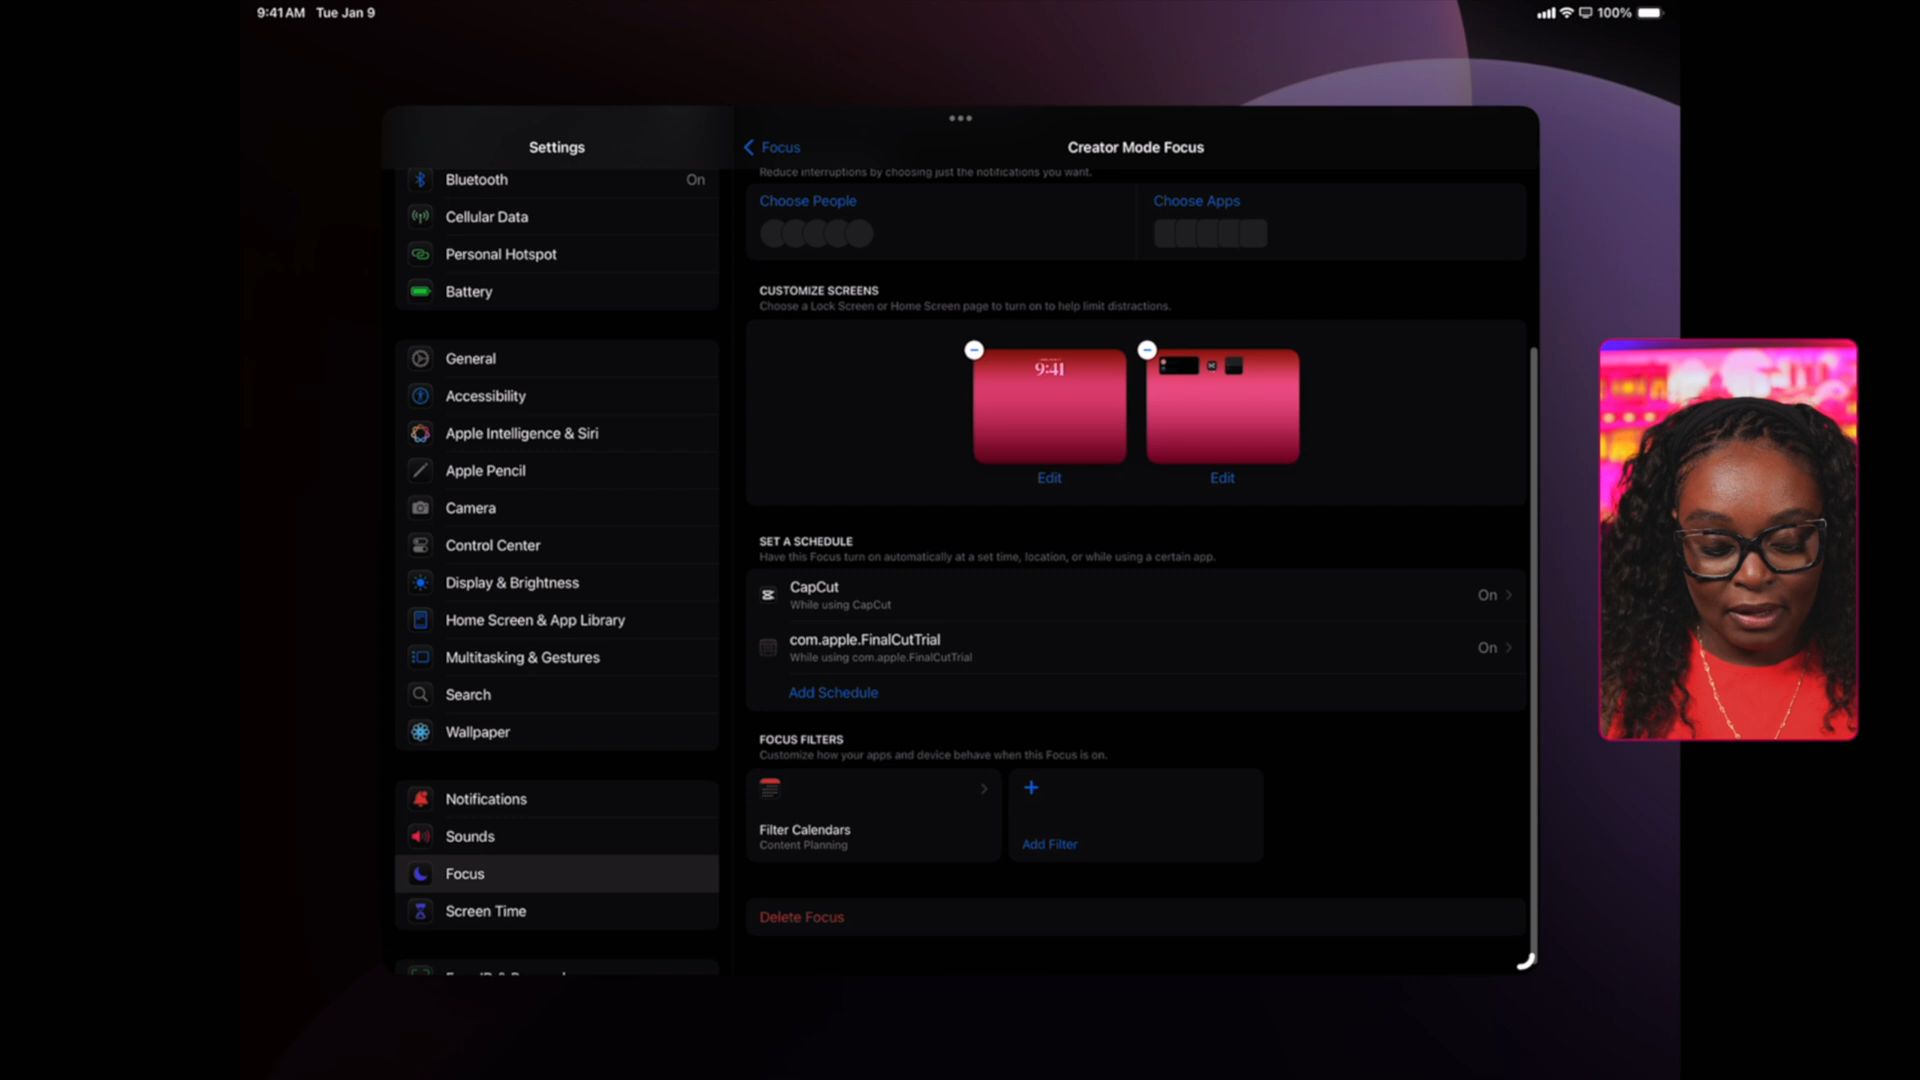 9:41 AM Tue Jan 9
100%
Settings
Bluetooth On
Cellular Data
Personal Hotspot
Battery
General
Accessibility
Apple Intelligence & Siri
Apple Pencil
Camera
Control Center
Display & Brightness
Home Screen & App Library
Multitasking & Gestures
Search
Wallpaper
Notifications
Sounds
Focus
Screen Time
Focus
Creator Mode Focus
Reduce interruptions by choosing just the notifications you want.
Choose People
Choose Apps
CUSTOMIZE SCREENS
Choose a Lock Screen or Home Screen page to turn on to help limit distractions.
9:41
Edit
Edit
SET A SCHEDULE
Have this Focus turn on automatically at a set time, location, or while using a certain app.
CapCut
While using CapCut
On
com.apple.FinalCutTrial
While using com.apple.FinalCutTrial
On
Add Schedule
FOCUS FILTERS
Customize how your apps and device behave when this Focus is on.
Filter Calendars
Content Planning
Add Filter
Delete Focus